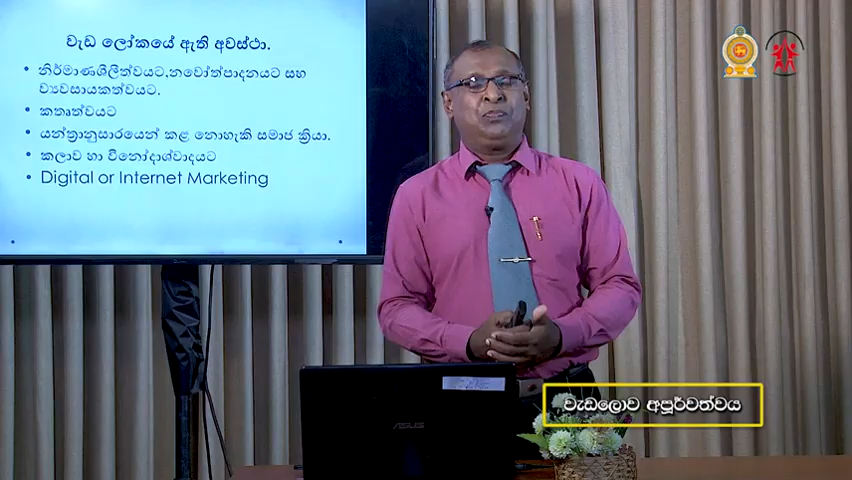 වැඩ ලෝකයේ ඇති අවස්ථා.
• නිර්මාණශීලීත්වයට,නවෝත්පාදනයට සහ
ව්‍යවසායකත්වයට.
• කතෘත්වයට
• යන්ත්‍රානුසාරයෙන් කළ නොහැකි සමාජ ක්‍රියා.
• කලාව හා විනෝදාශ්වාදයට
• Digital or Internet Marketing
ASUS
වැඩලොව අපූර්වත්වය